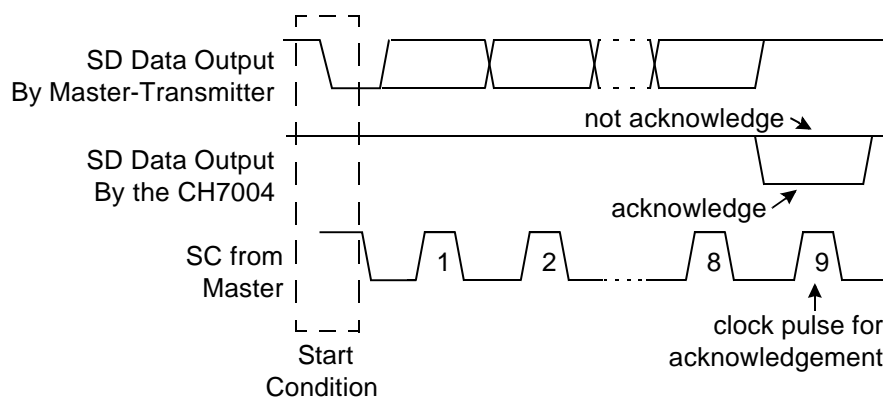 SD Data Output
By Master-Transmitter
not acknowledge
SD Data Output
By the CH7004
acknowledge
SC from
Master
1
2
8
9
clock pulse for
acknowledgement
Start
Condition